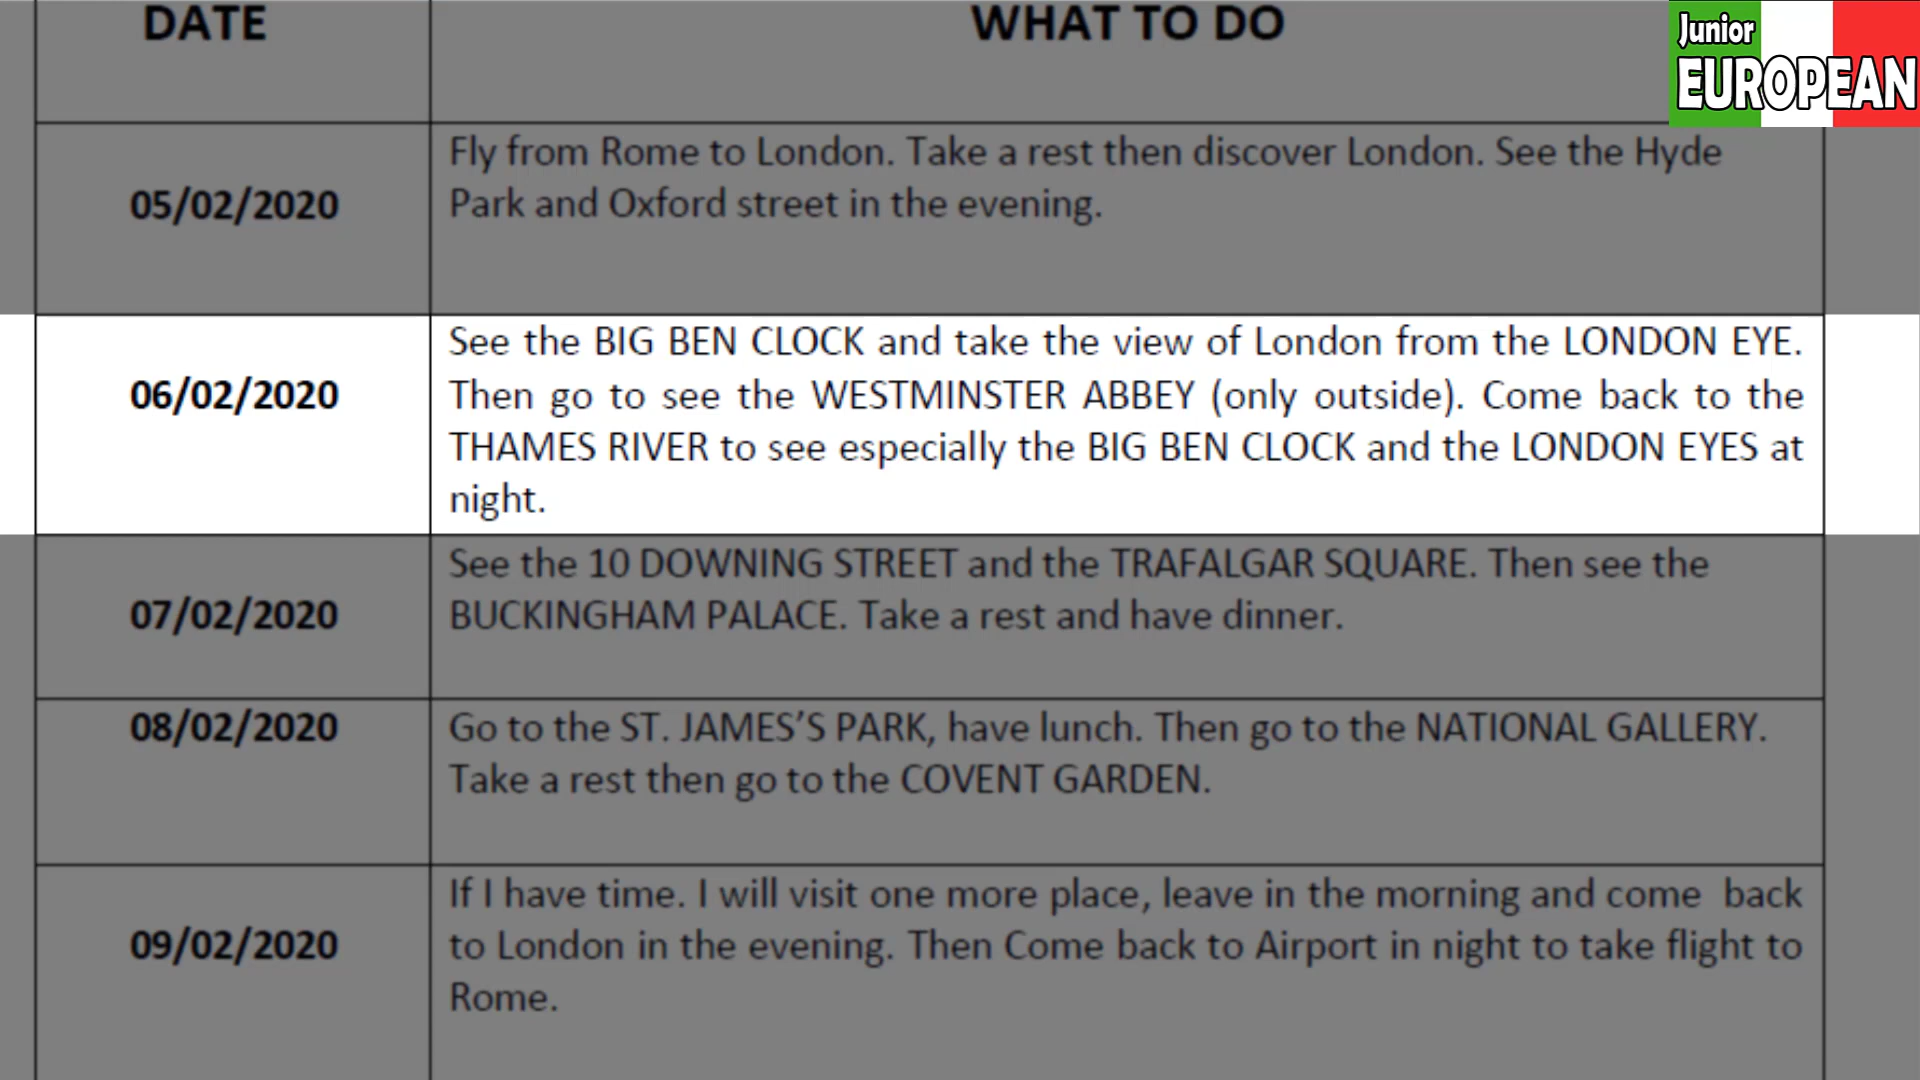 DATE
WHAT TO DO
Junior
EUROPEAN
05/02/2020
Fly from Rome to London. Take a rest then discover London. See the Hyde
Park and Oxford street in the evening.
06/02/2020
See the BIG BEN CLOCK and take the view of London from the LONDON EYE.
Then go to see the WESTMINSTER ABBEY (only outside). Come back to the
THAMES RIVER to see especially the BIG BEN CLOCK and the LONDON EYES at
night.
07/02/2020
See the 10 DOWNING STREET and the TRAFALGAR SQUARE. Then see the
BUCKINGHAM PALACE. Take a rest and have dinner.
08/02/2020
Go to the ST. JAMES’S PARK, have lunch. Then go to the NATIONAL GALLERY.
Take a rest then go to the COVENT GARDEN.
09/02/2020
If I have time. I will visit one more place, leave in the morning and come back
to London in the evening. Then Come back to Airport in night to take flight to
Rome.